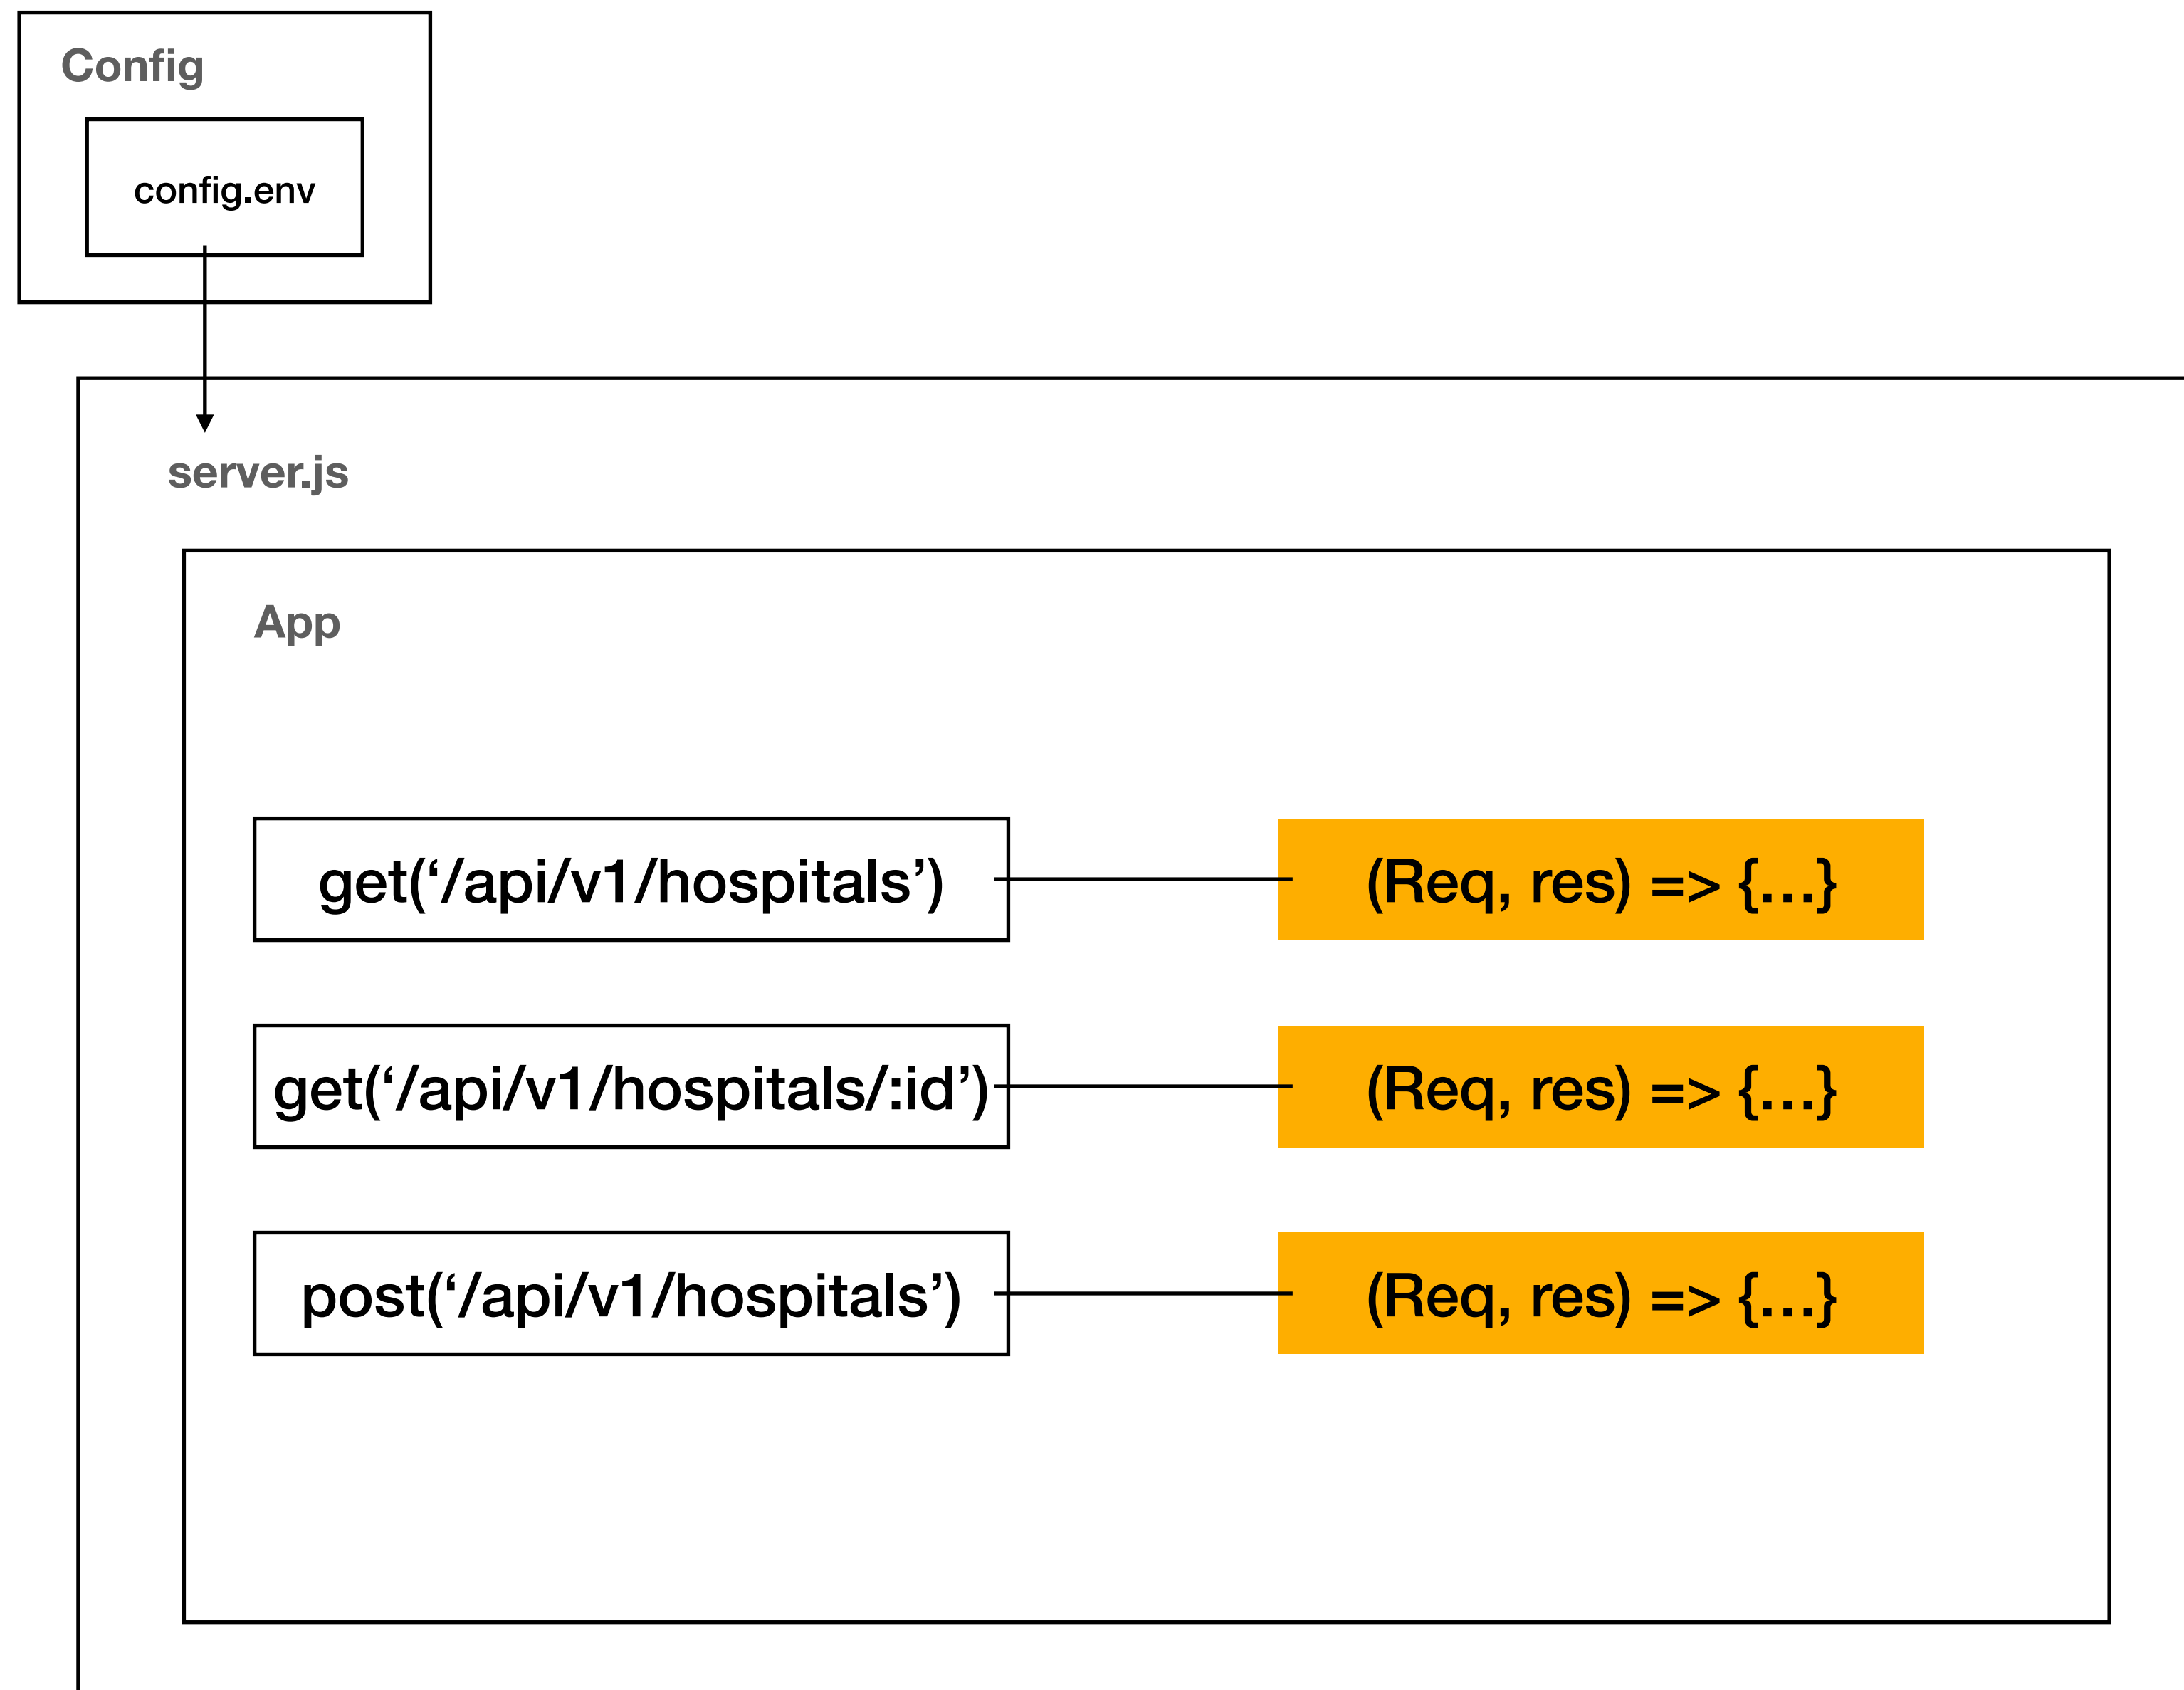 Config
config.env
server.js
App
get(‘/api/v1/hospitals’)
(Req, res) => {…}
get(‘/api/v1/hospitals/:id’)
(Req, res) => {…}
post(‘/api/v1/hospitals’)
(Req, res) => {…}